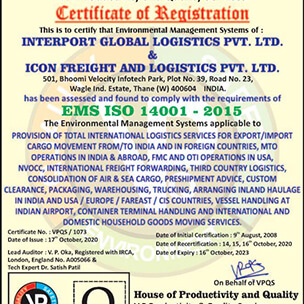 Certificate of Registration
This is to certify that Environmental Management Systems of :
INTERPORT GLOBAL LOGISTICS PVT. LTD.
&
ICON FREIGHT AND LOGISTICS PVT. LTD.
501, Bhoomi Velocity Infotech Park, Plot No. 39, Road No. 23,
Wagle Ind. Estate, Thane (W) 400604 INDIA.
has been assessed and found to comply with the requirements of
EMS ISO 14001 - 2015
The Environmental Management Systems applicable to
PROVISION OF TOTAL INTERNATIONAL LOGISTICS SERVICES FOR EXPORT/IMPORT
CARGO MOVEMENT FROM/TO INDIA AND IN FOREIGN COUNTRIES, MTO
OPERATIONS IN INDIA & ABROAD, FMC AND OTI OPERATIONS IN USA,
NVOCC, INTERNATIONAL FREIGHT FORWARDING, THIRD COUNTRY LOGISTICS,
CONSOLIDATION OF AIR & SEA CARGO, PRESHIPMENT ADVICE, CUSTOM
CLEARANCE, PACKAGING, WAREHOUSING, TRUCKING, ARRANGING INLAND HAULAGE
IN INDIA AND USA / EUROPE / FAREAST / CIS COUNTRIES, VESSEL HANDLING AT
INDIAN AIRPORT, CONTAINER TERMINAL HANDLING AND INTERNATIONAL AND
DOMESTIC HOUSEHOLD GOODS MOVING SERVICES.
Certificate No. : VPQS / 1073
Date of Issue : 17th October, 2020
Lead Auditor : V. P. Oka, Registered with IRCA,
London, England No. A005066 &
Tech Expert Dr. Satish Patil
Date of Initial Certification : 9th August, 2008
Date of Recertification : 14, 15, 16th October, 2020
Date of Expiry : 16th October, 2023
VPQS
On Behalf of VPQS
House of Productivity and Quality